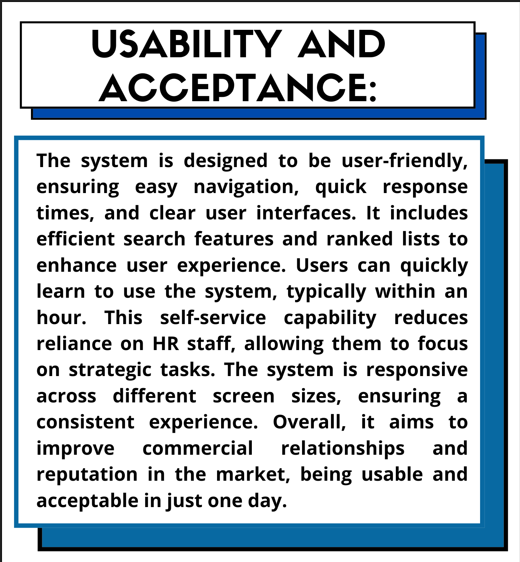 USABILITY AND
ACCEPTANCE:
The system is designed to be user-friendly,
ensuring easy navigation, quick response
times, and clear user interfaces. It includes
efficient search features and ranked lists to
enhance user experience. Users can quickly
learn to use the system, typically within an
hour. This self-service capability reduces
reliance on HR staff, allowing them to focus
on strategic tasks. The system is responsive
across different screen sizes, ensuring a
consistent experience. Overall, it aims to
improve commercial relationships and
reputation in the market, being usable and
acceptable in just one day.